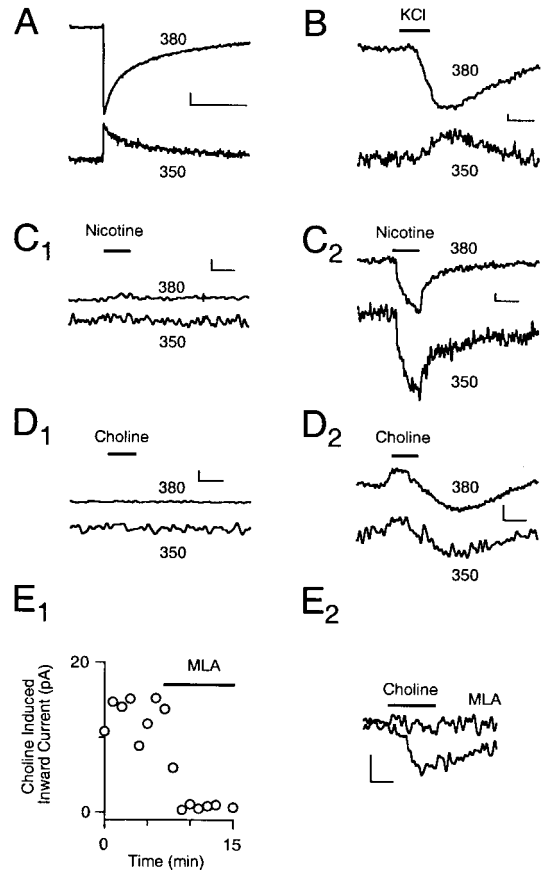 A
380
350
B
KCl
380
350
C1
Nicotine
380
350
C2
Nicotine
380
350
D1
Choline
380
350
D2
Choline
380
350
E1
MLA
20
0
Choline Induced
Inward Current (pA)
0
15
Time (min)
E2
Choline
MLA